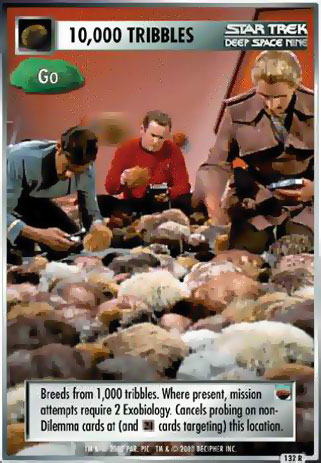 10,000 TRIBBLES
STAR TREK
DEEP SPACE NINE
Go
Breeds from 1,000 tribbles. Where present, mission
attempts require 2 Exobiology. Cancels probing on non-
Dilemma cards at (and cards targeting) this location.
132 R